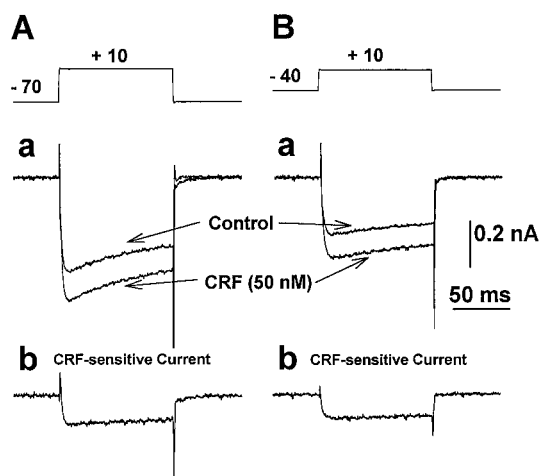 A
B
+ 10
- 70
+ 10
- 40
a
a
Control
CRF (50 nM)
0.2 nA
50 ms
b
CRF-sensitive Current
b
CRF-sensitive Current